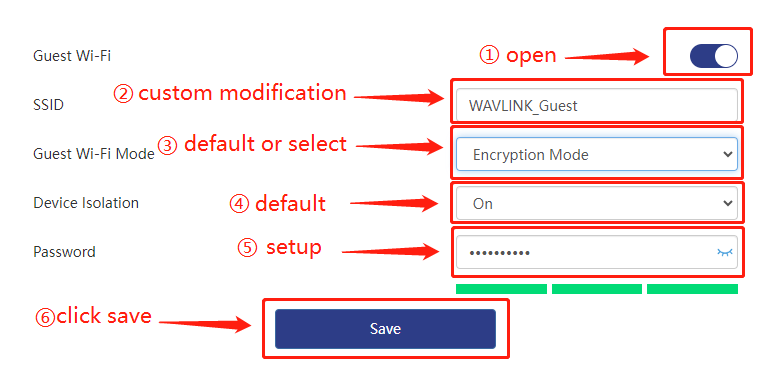 Guest Wi-Fi ① open
② custom modification
SSID WAVLINK_Guest
Guest Wi-Fi Mode ③ default or select Encryption Mode
Device Isolation ④ default On
Password ⑤ setup ••••••••••
⑥click save Save